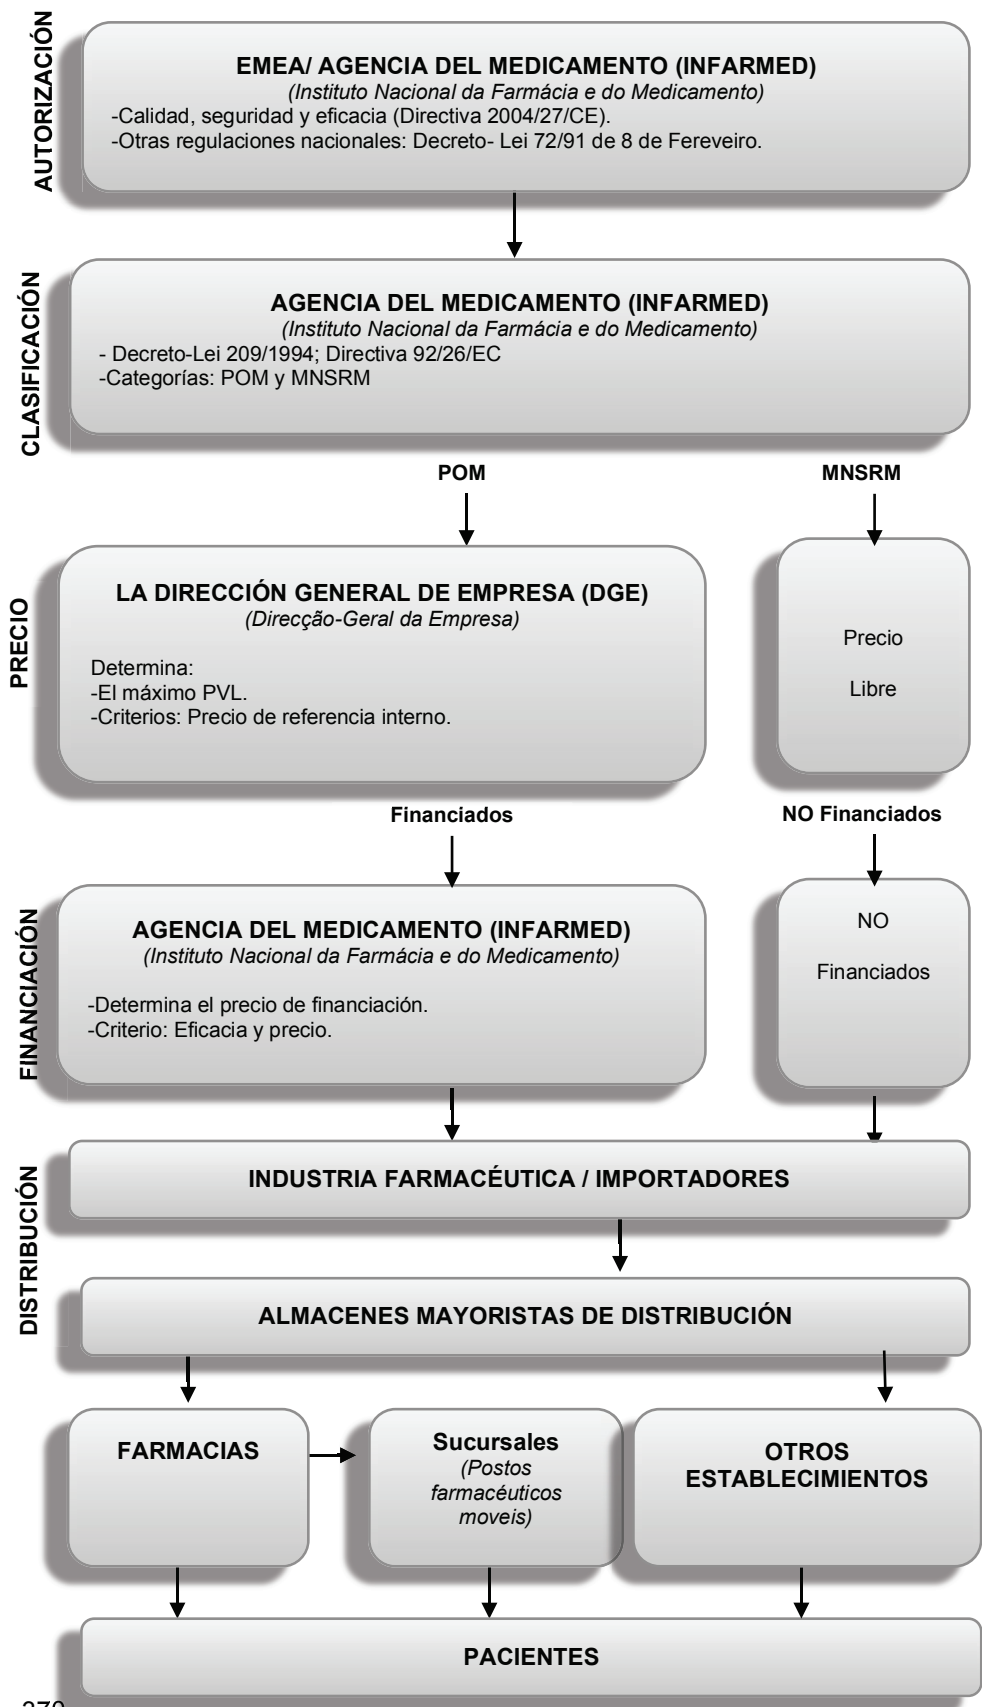 AUTORIZACIÓN
EMEA/ AGENCIA DEL MEDICAMENTO (INFARMED)
(Instituto Nacional da Farmácia e do Medicamento)
-Calidad, seguridad y eficacia (Directiva 2004/27/CE).
-Otras regulaciones nacionales: Decreto- Lei 72/91 de 8 de Fereveiro.
CLASIFICACIÓN
AGENCIA DEL MEDICAMENTO (INFARMED)
(Instituto Nacional da Farmácia e do Medicamento)
- Decreto-Lei 209/1994; Directiva 92/26/EC
-Categorías: POM y MNSRM
POM
MNSRM
PRECIO
LA DIRECCIÓN GENERAL DE EMPRESA (DGE)
(Direcção-Geral da Empresa)
Determina:
-El máximo PVL.
-Criterios: Precio de referencia interno.
Precio
Libre
Financiados
NO Financiados
FINANCIACIÓN
AGENCIA DEL MEDICAMENTO (INFARMED)
(Instituto Nacional da Farmácia e do Medicamento)
-Determina el precio de financiación.
-Criterio: Eficacia y precio.
NO
Financiados
DISTRIBUCIÓN
INDUSTRIA FARMACÉUTICA / IMPORTADORES
ALMACENES MAYORISTAS DE DISTRIBUCIÓN
FARMACIAS
Sucursales
(Postos
farmacéuticos
moveis)
OTROS
ESTABLECIMIENTOS
PACIENTES